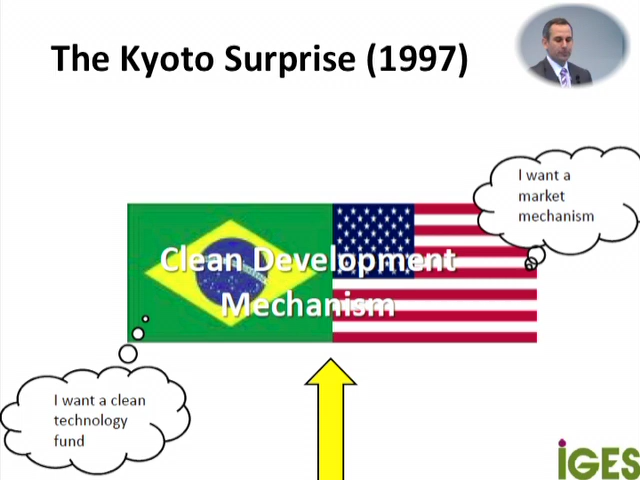 The Kyoto Surprise (1997)
I want a
market
mechanism
Clean Development
Mechanism
I want a clean
technology
fund
iGES